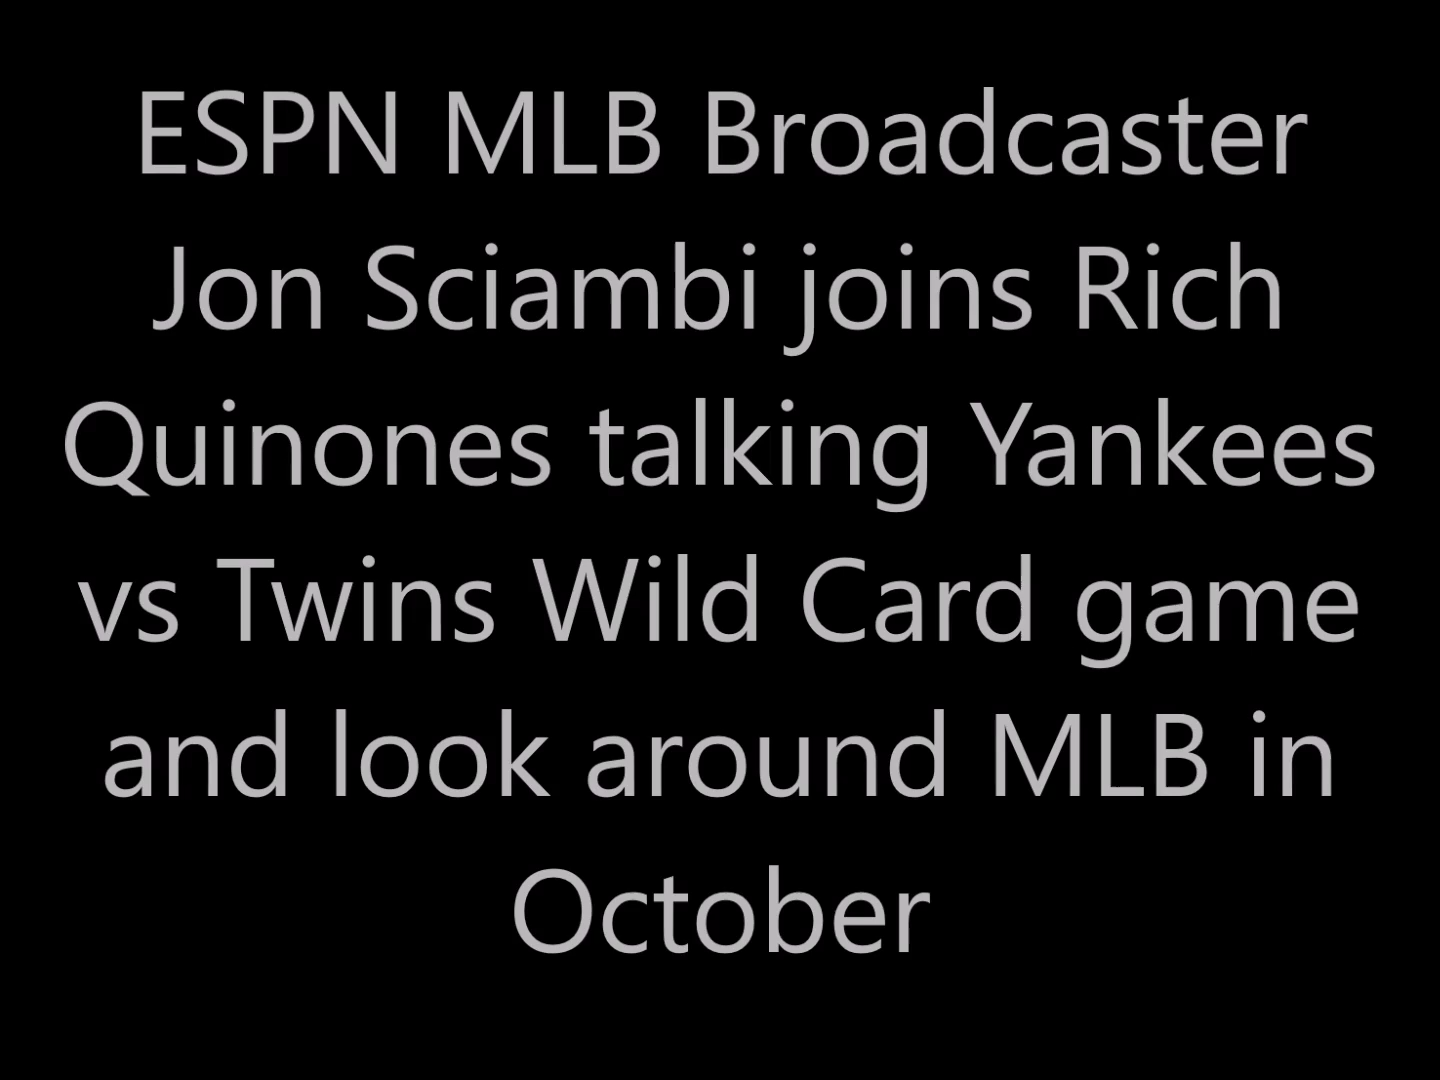 ESPN MLB Broadcaster
Jon Sciambi joins Rich
Quinones talking Yankees
vs Twins Wild Card game
and look around MLB in
October